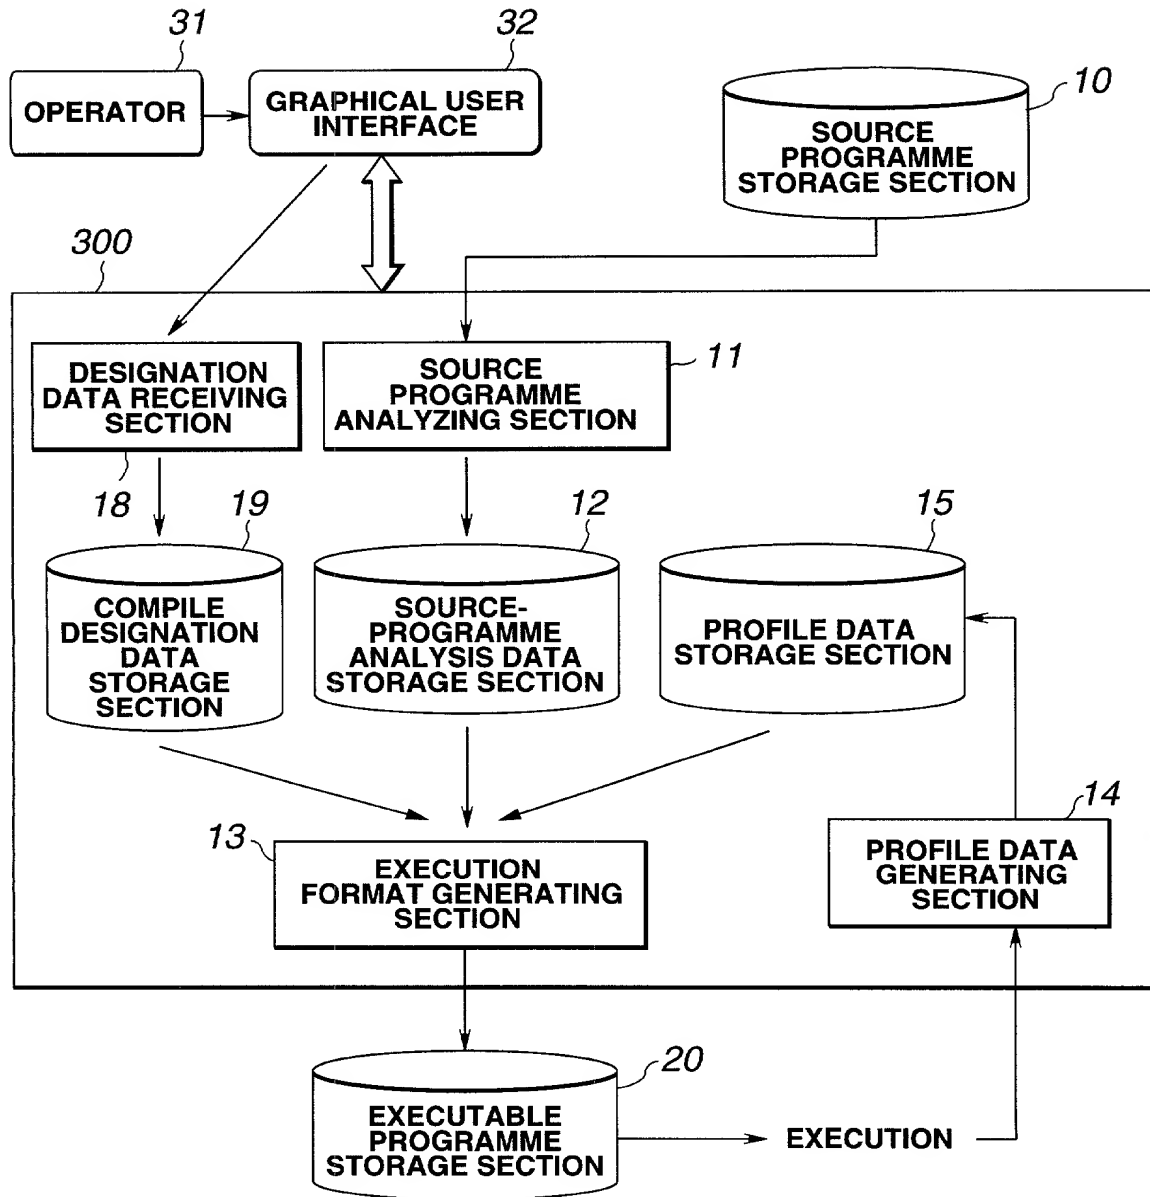 31
32
OPERATOR
GRAPHICAL USER
INTERFACE
10
SOURCE
PROGRAMME
STORAGE SECTION
300
DESIGNATION
DATA RECEIVING
SECTION
SOURCE
PROGRAMME
ANALYZING SECTION
11
18
19
12
15
COMPILE
DESIGNATION
DATA
STORAGE
SECTION
SOURCE-
PROGRAMME
ANALYSIS DATA
STORAGE SECTION
PROFILE DATA
STORAGE SECTION
13
EXECUTION
FORMAT GENERATING
SECTION
14
PROFILE DATA
GENERATING
SECTION
20
EXECUTABLE
PROGRAMME
STORAGE SECTION
EXECUTION